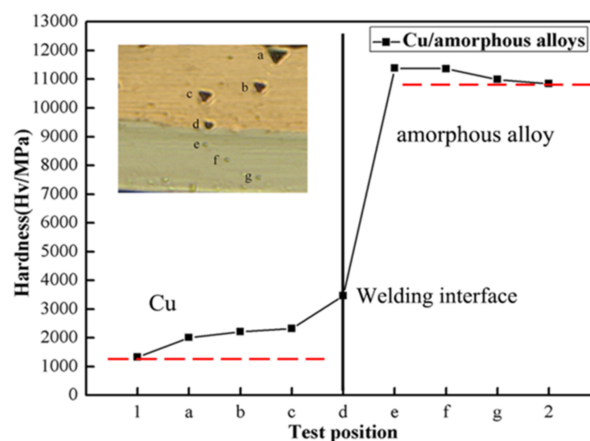 13000
12000
11000
10000
9000
8000
7000
6000
5000
4000
3000
2000
1000
0
Hardness(Hv/MPa)
Cu/amorphous alloys
a
b
c
d
e
f
g
amorphous alloy
Cu
Welding interface
1 a b c d e f g 2
Test position